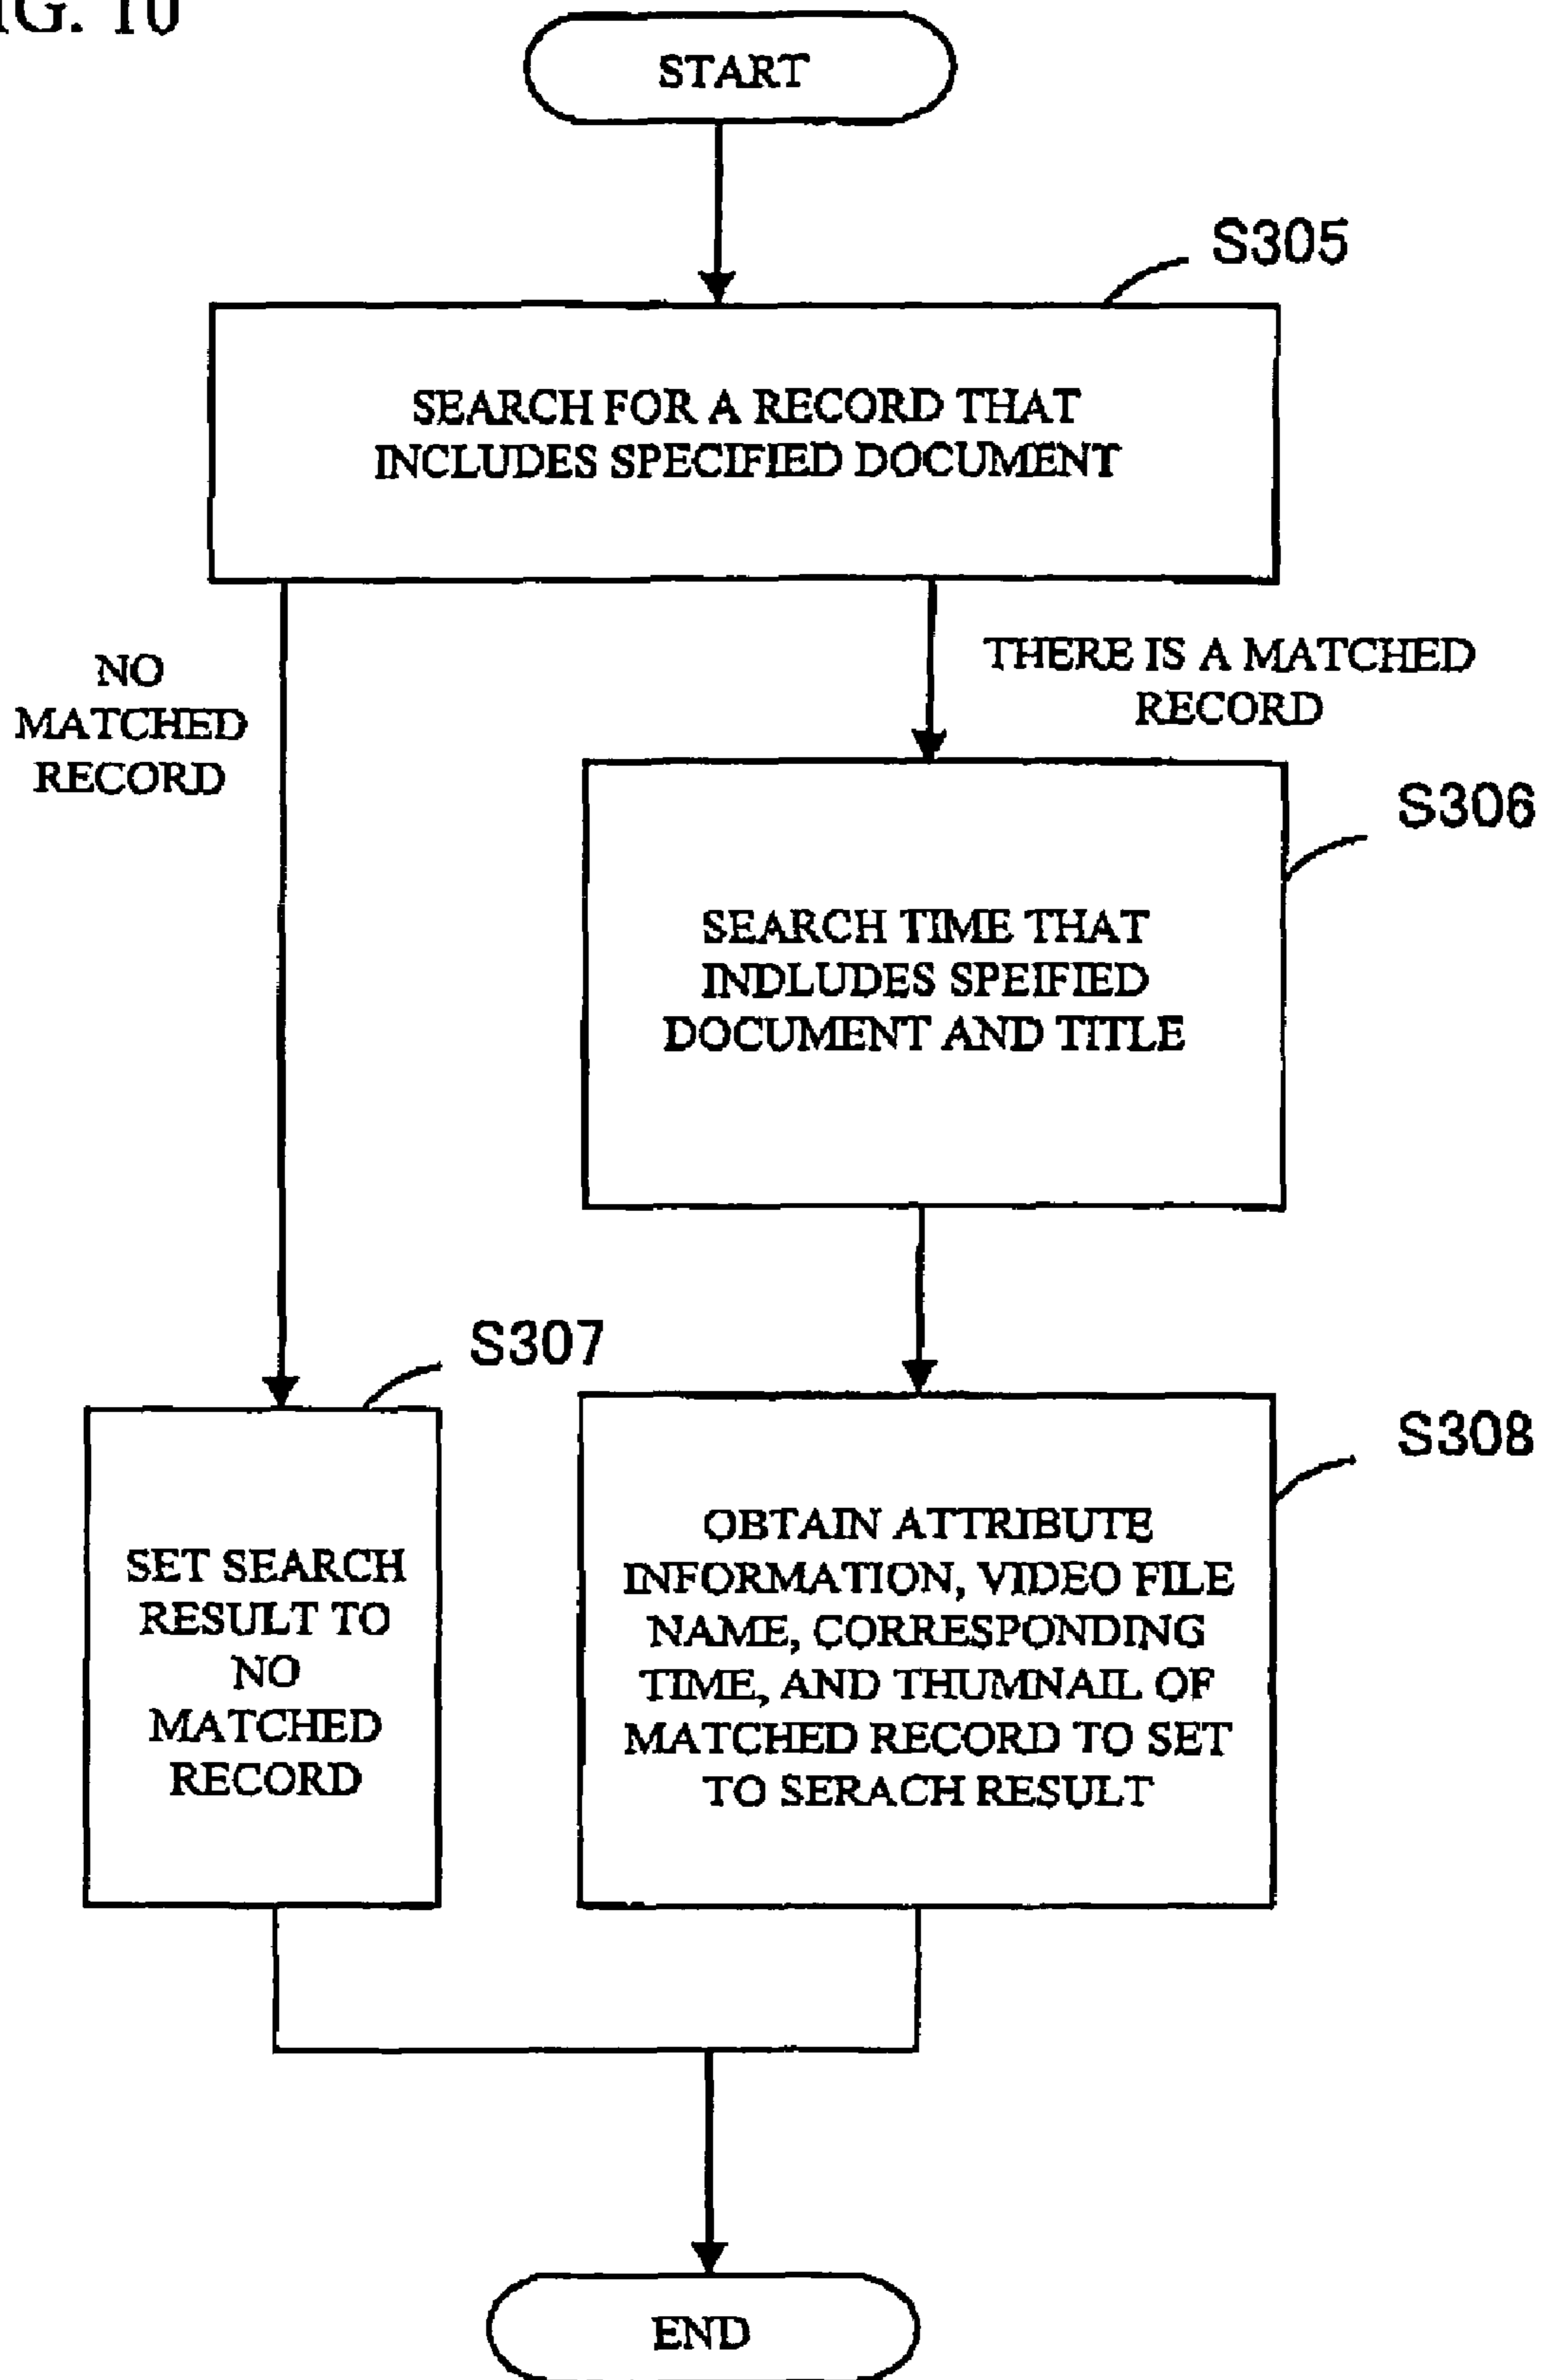 IG. 10
START
S305
SEARCH FOR A RECORD THAT
INCLUDES SPECIFIED DOCUMENT
NO
MATCHED
RECORD
THERE IS A MATCHED
RECORD
S306
SEARCH TIME THAT
INDLUDES SPEIFIED
DOCUMENT AND TITLE
S307
SET SEARCH
RESULT TO
NO
MATCHED
RECORD
S308
OBTAIN ATTRIBUTE
INFORMATION, VIDEO FILE
NAME, CORRESPONDING
TIME, AND THUMNAIL OF
MATCHED RECORD TO SET
TO SERACH RESULT
END